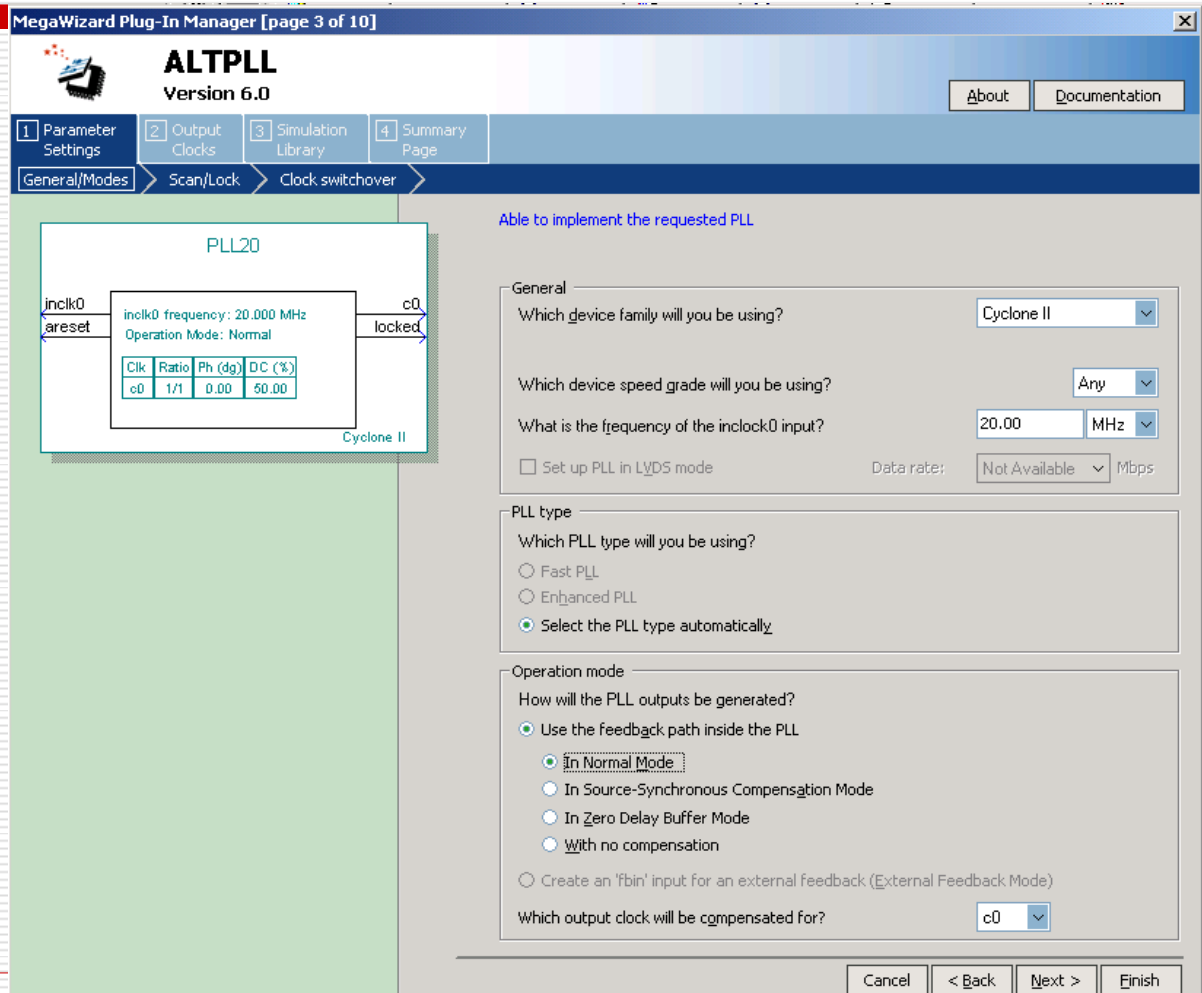 MegaWizard Plug-In Manager [page 3 of 10]
ALTPLL
Version 6.0
About
Documentation
1 Parameter Settings
2 Output Clocks
3 Simulation Library
4 Summary Page
General/Modes
Scan/Lock
Clock switchover
PLL20
inclk0
areset
inclk0 frequency: 20.000 MHz
Operation Mode: Normal
Clk Ratio Ph (dg) DC (%)
c0 1/1 0.00 50.00
c0
locked
Cyclone II
Able to implement the requested PLL
General
Which device family will you be using? Cyclone II
Which device speed grade will you be using? Any
What is the frequency of the inclock0 input? 20.00 MHz
Set up PLL in LVDS mode Data rate: Not Available Mbps
PLL type
Which PLL type will you be using?
Fast PLL
Enhanced PLL
Select the PLL type automatically
Operation mode
How will the PLL outputs be generated?
Use the feedback path inside the PLL
In Normal Mode
In Source-Synchronous Compensation Mode
In Zero Delay Buffer Mode
With no compensation
Create an 'fbin' input for an external feedback (External Feedback Mode)
Which output clock will be compensated for? c0
Cancel
< Back
Next >
Finish